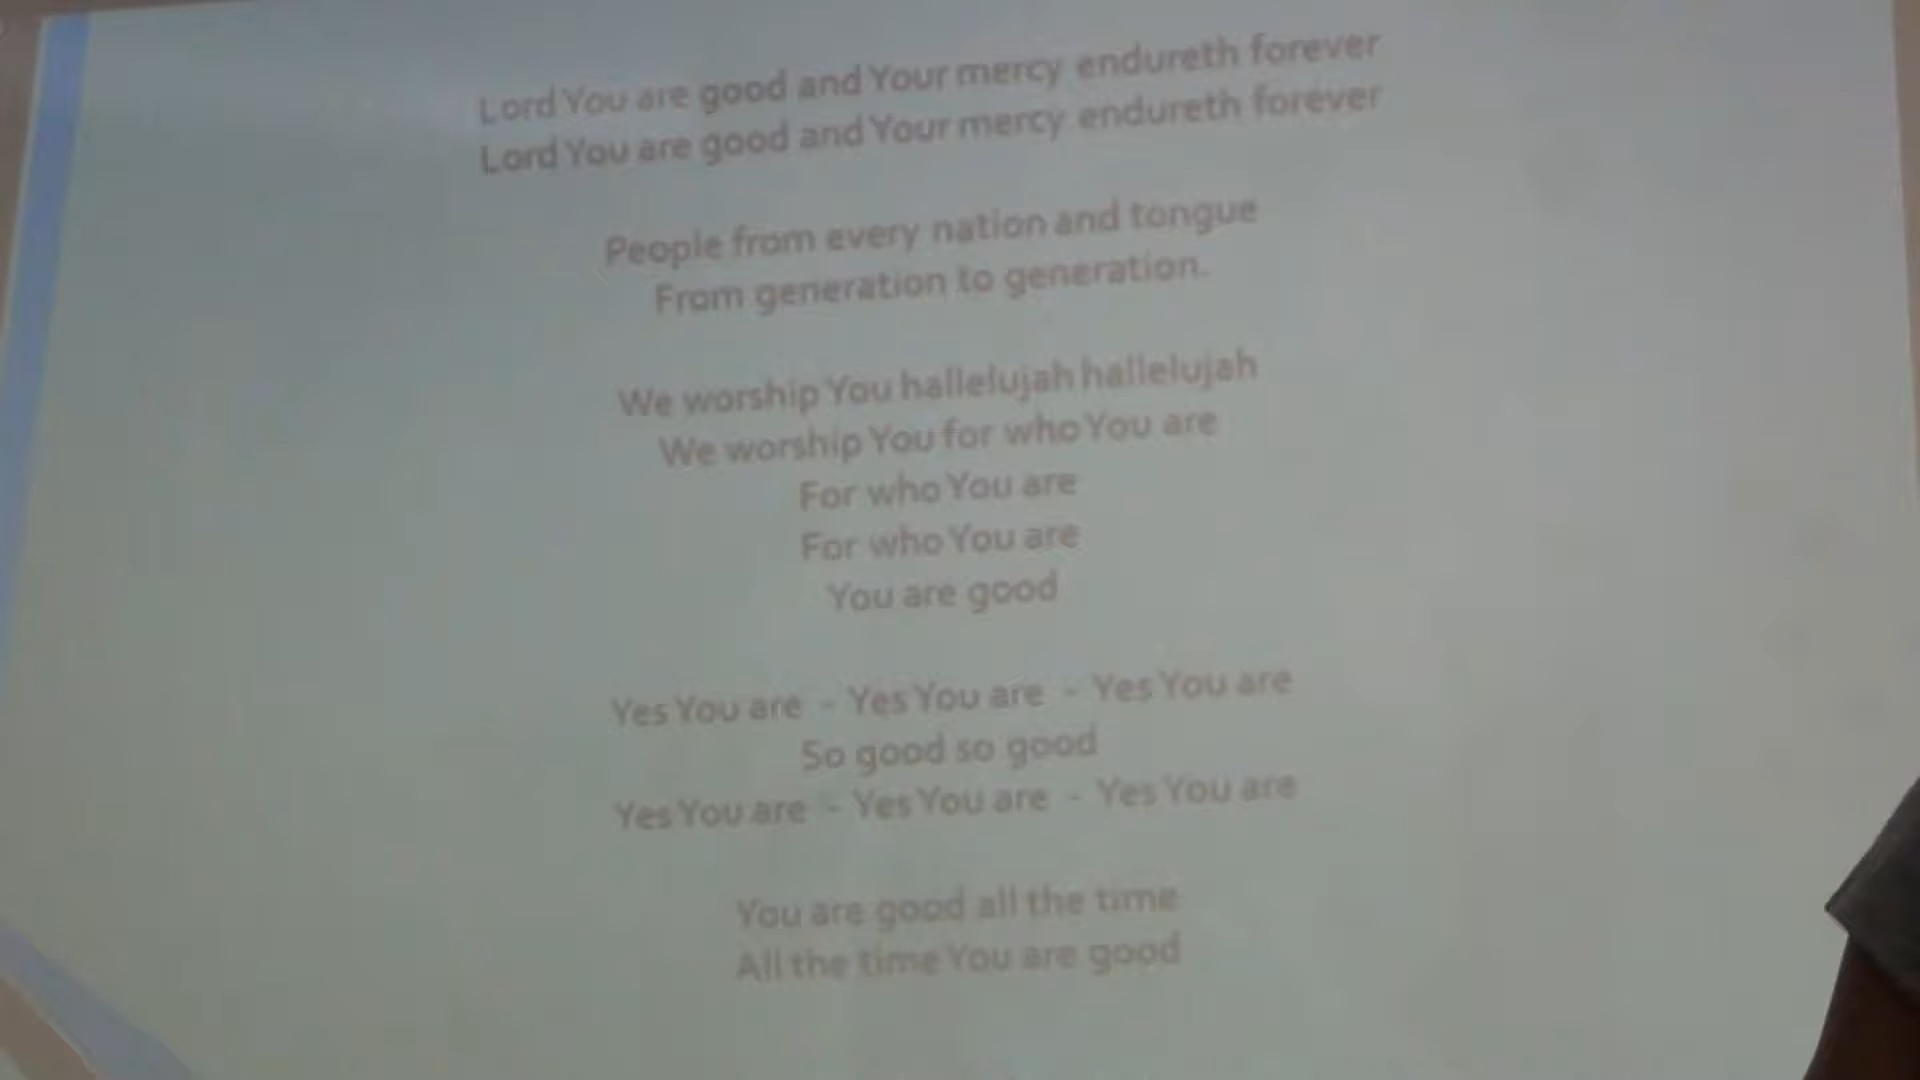 Lord You are good and Your mercy endureth forever
Lord You are good and Your mercy endureth forever
People from every nation and tongue
From generation to generation.
We worship You hallelujah hallelujah
We worship You for who You are
For who You are
For who You are
You are good
Yes You are - Yes You are - Yes You are
So good so good
Yes You are - Yes You are - Yes You are
You are good all the time
All the time You are good